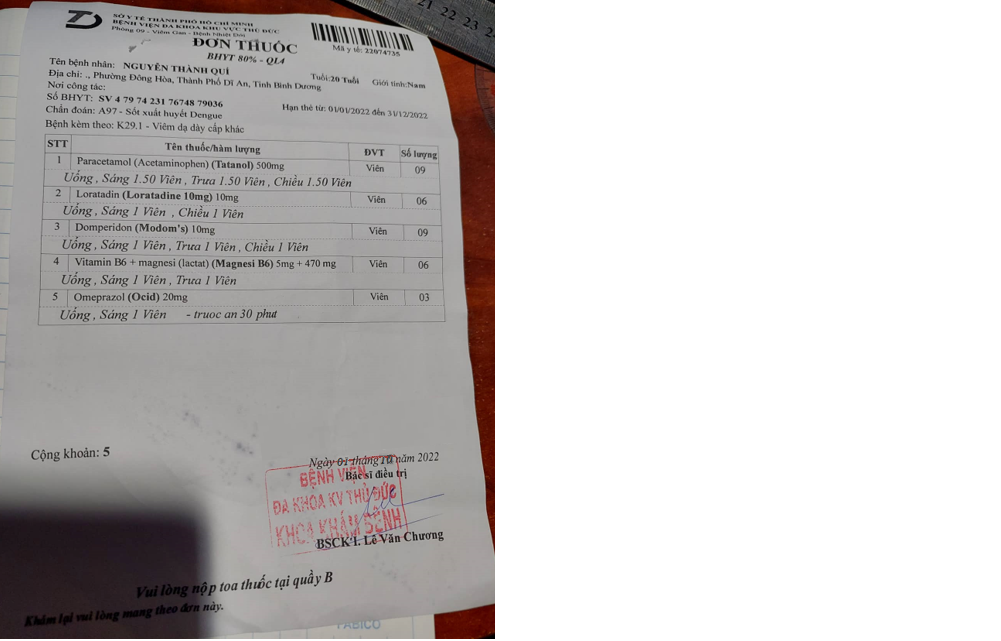 SỞ Y TẾ THÀNH PHỐ HỒ CHÍ MINH
BỆNH VIỆN ĐA KHOA KHU VỰC THỦ ĐỨC
Phòng 09 - Viêm Gan - Bệnh Nhiệt Đới
ĐƠN THUỐC
BHYT 80% - QL4
Mã y tế: 22074735
Tên bệnh nhân: NGUYỄN THÀNH QUÍ
Tuổi:20 Tuổi Giới tính:Nam
Địa chỉ: ., Phường Đông Hòa, Thành Phố Dĩ An, Tỉnh Bình Dương
Nơi công tác:
Số BHYT: SV 4 79 74 231 76748 79036
Hạn thẻ từ: 01/01/2022 đến 31/12/2022
Chẩn đoán: A97 - Sốt xuất huyết Dengue
Bệnh kèm theo: K29.1 - Viêm dạ dày cấp khác
STT Tên thuốc/hàm lượng ĐVT Số lượng
1 Paracetamol (Acetaminophen) (Tatanol) 500mg Viên 09
Uống , Sáng 1.50 Viên , Trưa 1.50 Viên , Chiều 1.50 Viên
2 Loratadin (Loratadine 10mg) 10mg Viên 06
Uống , Sáng 1 Viên , Chiều 1 Viên
3 Domperidon (Modom's) 10mg Viên 09
Uống , Sáng 1 Viên , Trưa 1 Viên , Chiều 1 Viên
4 Vitamin B6 + magnesi (lactat) (Magnesi B6) 5mg + 470 mg Viên 06
Uống , Sáng 1 Viên , Trưa 1 Viên
5 Omeprazol (Ocid) 20mg Viên 03
Uống , Sáng 1 Viên - truoc an 30 phut
Cộng khoản: 5
Ngày 01 tháng 10 năm 2022
Bác sĩ điều trị
BỆNH VIỆN
ĐA KHOA KV THỦ ĐỨC
KHOA KHÁM BỆNH
BSCK I. Lê Văn Chương
Vui lòng nộp toa thuốc tại quầy B
Khám lại vui lòng mang theo đơn này.
FABICO
21 22 23